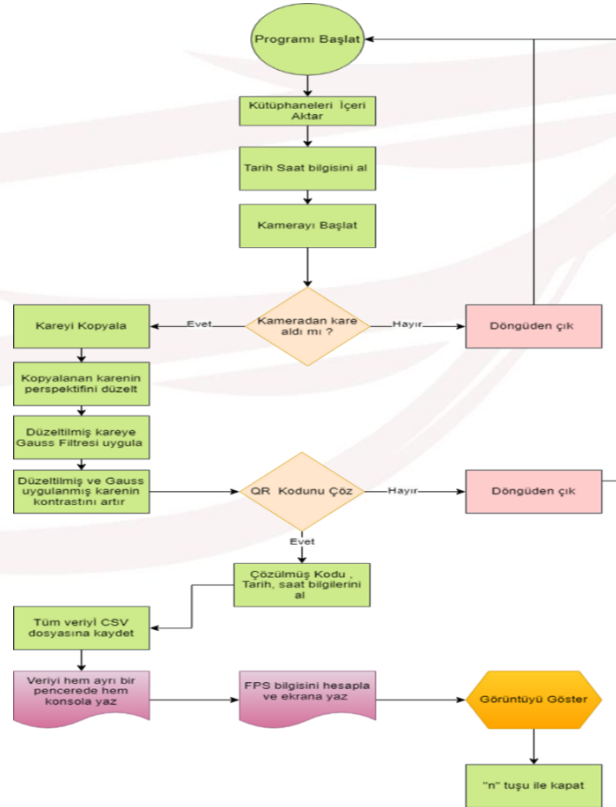 Programı Başlat
Kütüphaneleri İçeri
Aktar
Tarih Saat bilgisini al
Kamerayı Başlat
Kameradan kare
aldı mı ?
Evet
Hayır
Kareyi Kopyala
Döngüden çık
Kopyalanan karenin
perspektifini düzelt
Düzeltilmiş kareye
Gauss Filtresi uygula
Düzeltilmiş ve Gauss
uygulanmış karenin
kontrastını artır
QR Kodunu Çöz
Hayır
Döngüden çık
Evet
Çözülmüş Kodu ,
Tarih, saat bilgilerini
al
Tüm veriyi CSV
dosyasına kaydet
Veriyi hem ayrı bir
pencerede hem
konsola yaz
FPS bilgisini hesapla
ve ekrana yaz
Görüntüyü Göster
"n" tuşu ile kapat